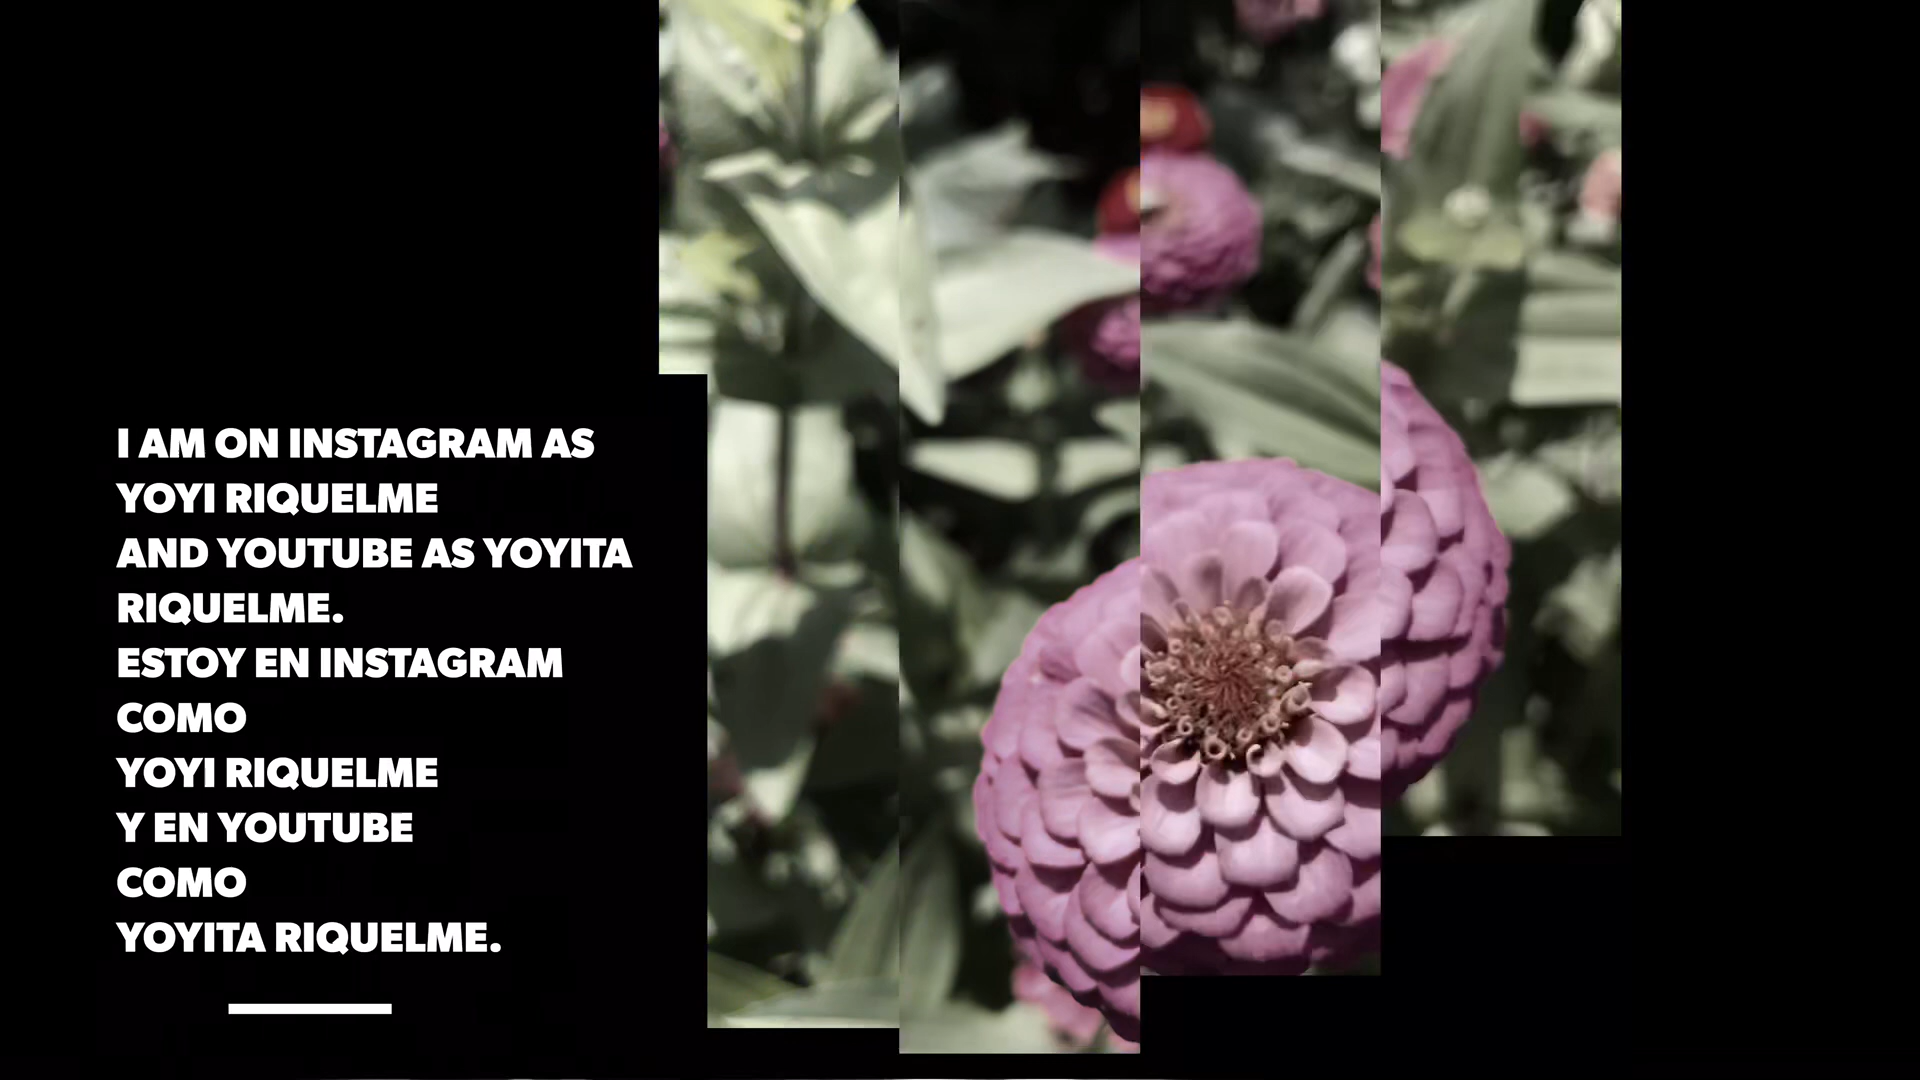 I AM ON INSTAGRAM AS
YOYI RIQUELME
AND YOUTUBE AS YOYITA
RIQUELME.
ESTOY EN INSTAGRAM
COMO
YOYI RIQUELME
Y EN YOUTUBE
COMO
YOYITA RIQUELME.